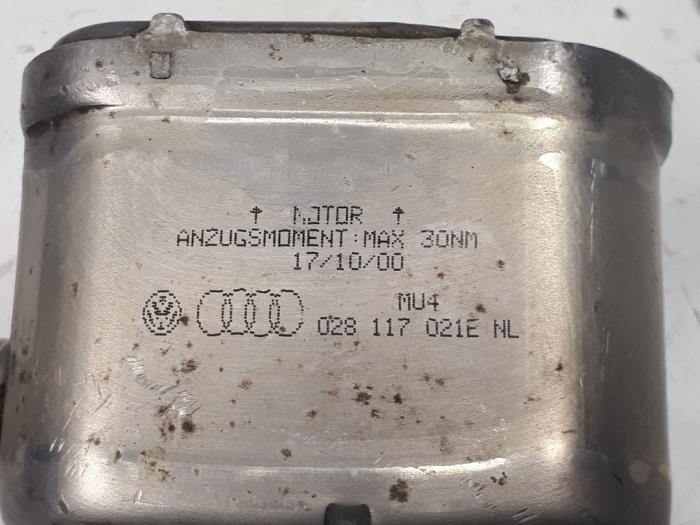 ↑ MOTOR ↑
ANZUGSMOMENT:MAX 30NM
17/10/00
MU4
028 117 021E NL